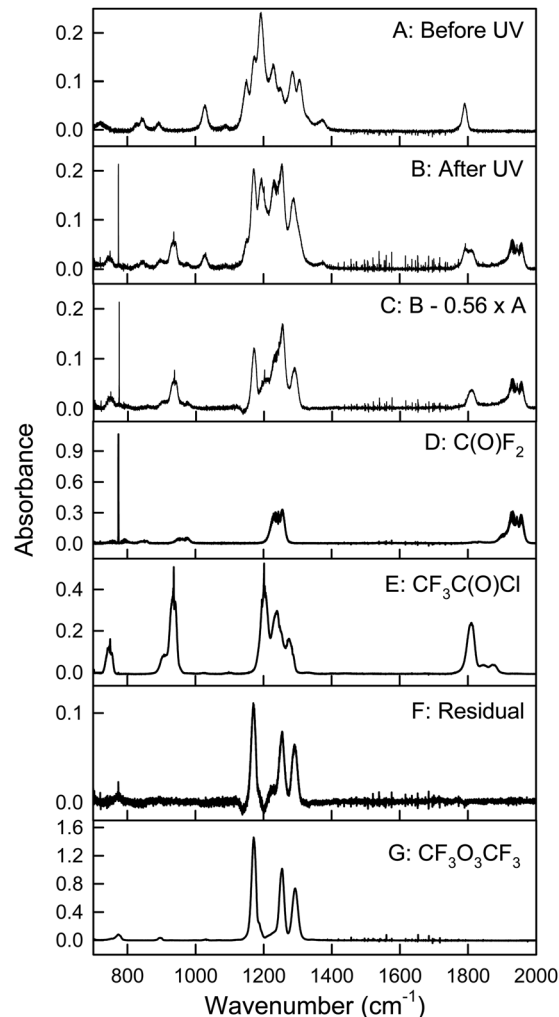 A: Before UV
0.2
0.1
0.0
B: After UV
0.2
0.1
0.0
C: B - 0.56 x A
0.2
0.1
0.0
D: C(O)F₂
0.9
0.6
0.3
0.0
E: CF₃C(O)Cl
0.4
0.2
0.0
F: Residual
0.1
0.0
G: CF₃O₃CF₃
1.6
1.2
0.8
0.4
0.0
Absorbance
800 1000 1200 1400 1600 1800 2000
Wavenumber (cm⁻¹)